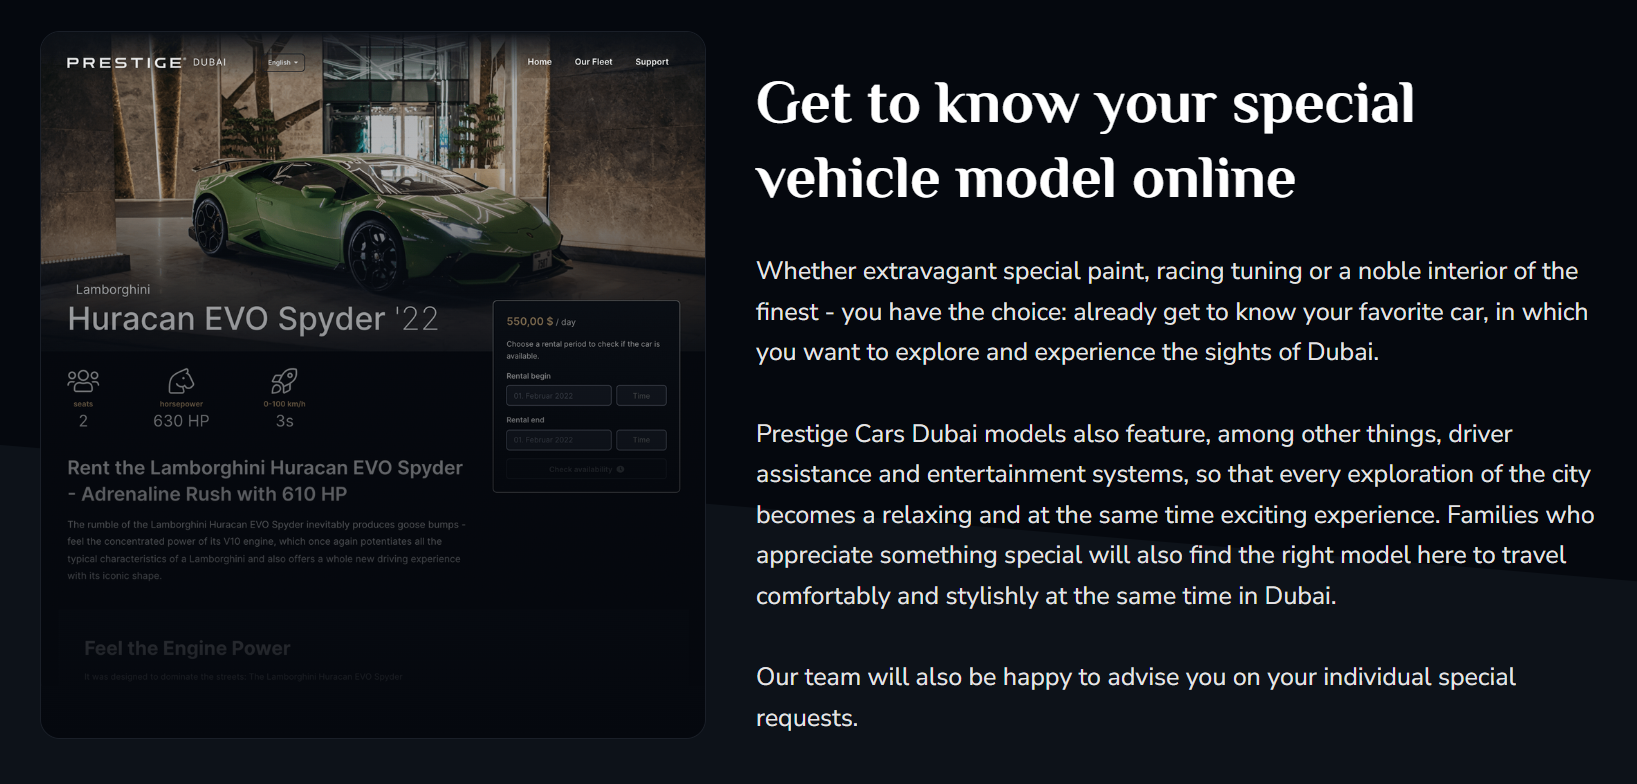 PRESTIGE DUBAI
English
Home
Our Fleet
Support
Lamborghini
Huracan EVO Spyder '22
550,00 $ / day
Choose a rental period to check if the car is
available.
Rental begin
01. Februar 2022
Time
Rental end
01. Februar 2022
Time
Check availability
seats
2
horsepower
630 HP
0-100 km/h
3s
Rent the Lamborghini Huracan EVO Spyder
- Adrenaline Rush with 610 HP
The rumble of the Lamborghini Huracan EVO Spyder inevitably produces goose bumps -
feel the concentrated power of its V10 engine, which once again potentiates all the
typical characteristics of a Lamborghini and also offers a whole new driving experience
with its iconic shape.
Feel the Engine Power
It was designed to dominate the streets: The Lamborghini Huracan EVO Spyder
Get to know your special
vehicle model online
Whether extravagant special paint, racing tuning or a noble interior of the
finest - you have the choice: already get to know your favorite car, in which
you want to explore and experience the sights of Dubai.
Prestige Cars Dubai models also feature, among other things, driver
assistance and entertainment systems, so that every exploration of the city
becomes a relaxing and at the same time exciting experience. Families who
appreciate something special will also find the right model here to travel
comfortably and stylishly at the same time in Dubai.
Our team will also be happy to advise you on your individual special
requests.